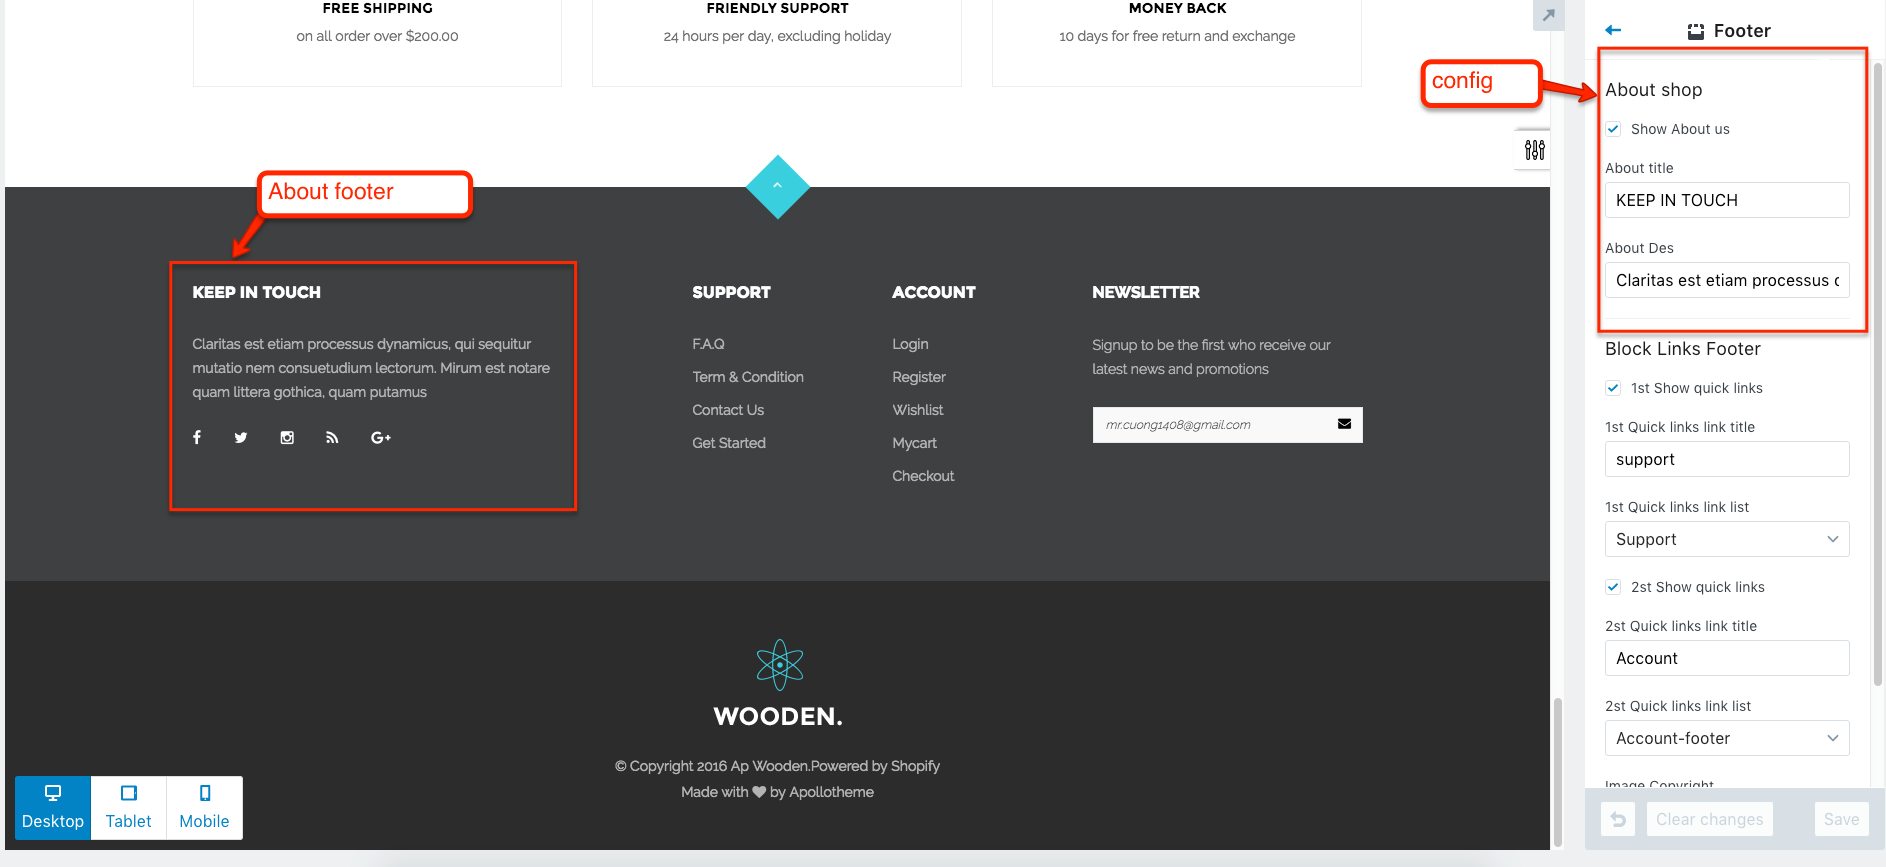 FREE SHIPPING
on all order over $200.00
FRIENDLY SUPPORT
24 hours per day, excluding holiday
MONEY BACK
10 days for free return and exchange
About footer
KEEP IN TOUCH
Claritas est etiam processus dynamicus, qui sequitur
mutatio nem consuetudium lectorum. Mirum est notare
quam littera gothica, quam putamus
SUPPORT
F.A.Q
Term & Condition
Contact Us
Get Started
ACCOUNT
Login
Register
Wishlist
Mycart
Checkout
NEWSLETTER
Signup to be the first who receive our
latest news and promotions
mr.cuong1408@gmail.com
WOODEN.
© Copyright 2016 Ap Wooden.Powered by Shopify
Made with ♥ by Apollotheme
Desktop
Tablet
Mobile
config
Footer
About shop
Show About us
About title
KEEP IN TOUCH
About Des
Claritas est etiam processus
Block Links Footer
1st Show quick links
1st Quick links link title
support
1st Quick links link list
Support
2st Show quick links
2st Quick links link title
Account
2st Quick links link list
Account-footer
Image Copyright
Clear changes
Save